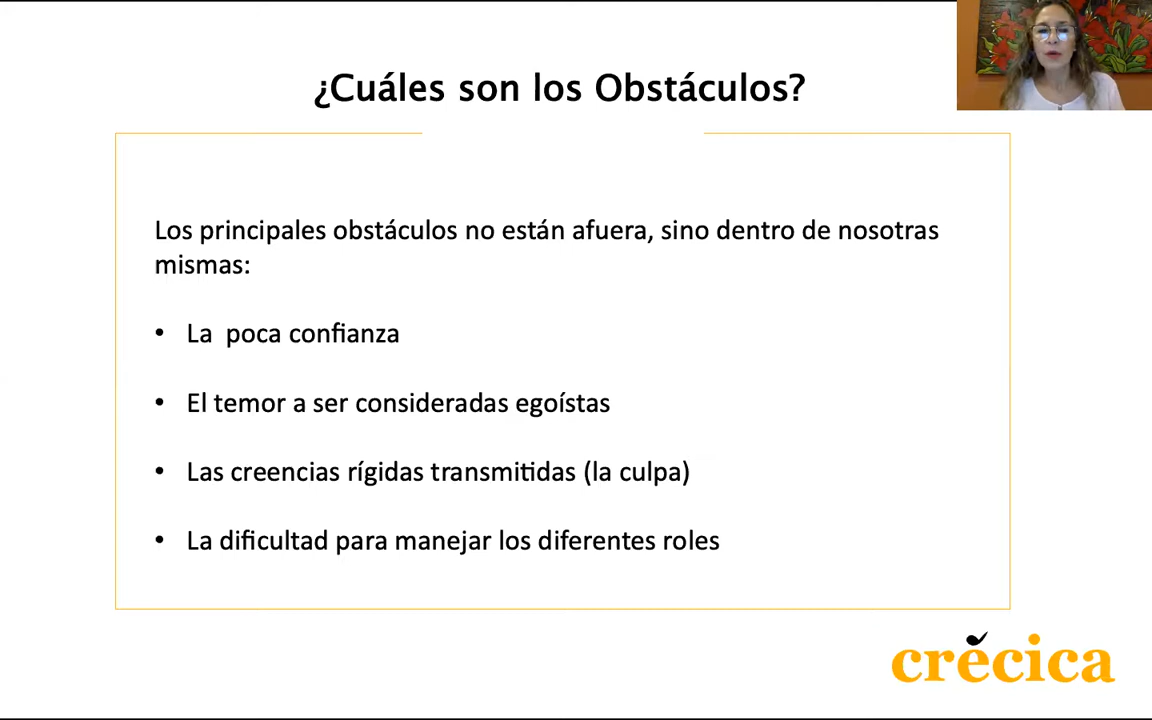 ¿Cuáles son los Obstáculos?
Los principales obstáculos no están afuera, sino dentro de nosotras
mismas:
• La  poca confianza
• El temor a ser consideradas egoístas
• Las creencias rígidas transmitidas (la culpa)
• La dificultad para manejar los diferentes roles
crecica